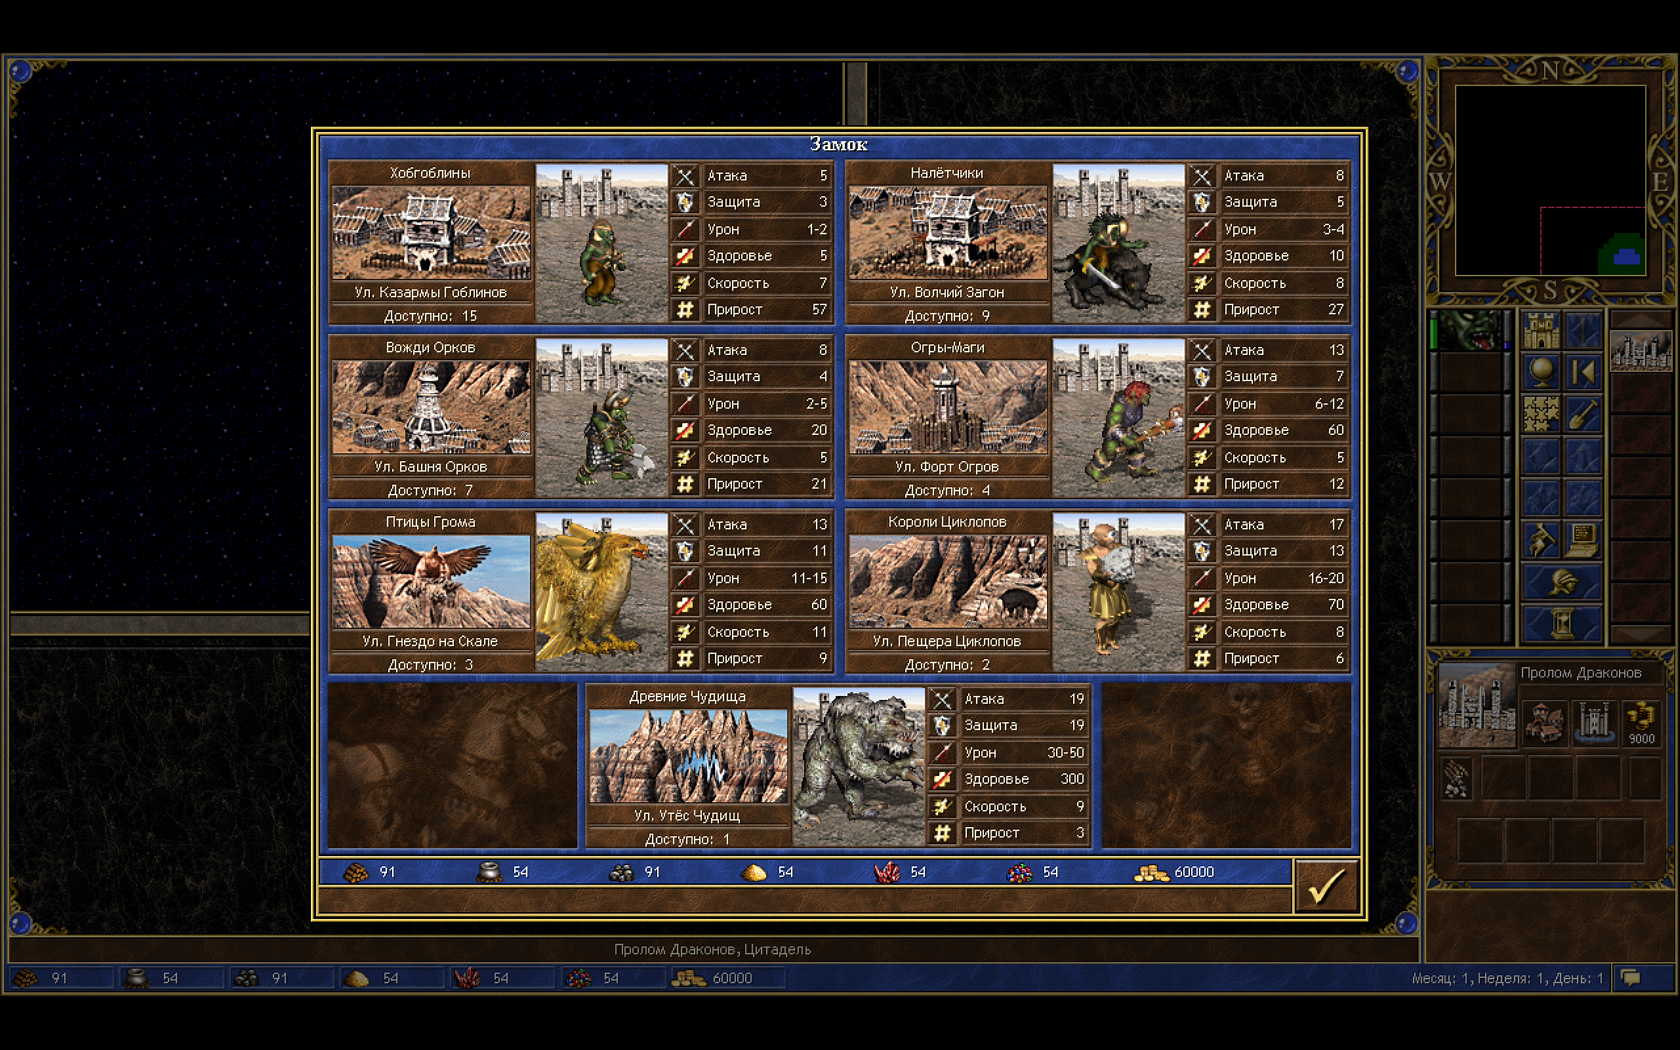 N
W
E
S
Замок
Хобгоблины
Ул. Казармы Гоблинов
Доступно: 15
Атака 5
Защита 3
Урон 1-2
Здоровье 5
Скорость 7
Прирост 57
Налётчики
Ул. Волчий Загон
Доступно: 9
Атака 8
Защита 5
Урон 3-4
Здоровье 10
Скорость 8
Прирост 27
Вожди Орков
Ул. Башня Орков
Доступно: 7
Атака 8
Защита 4
Урон 2-5
Здоровье 20
Скорость 5
Прирост 21
Огры-Маги
Ул. Форт Огров
Доступно: 4
Атака 13
Защита 7
Урон 6-12
Здоровье 60
Скорость 5
Прирост 12
Птицы Грома
Ул. Гнездо на Скале
Доступно: 3
Атака 13
Защита 11
Урон 11-15
Здоровье 60
Скорость 11
Прирост 9
Короли Циклопов
Ул. Пещера Циклопов
Доступно: 2
Атака 17
Защита 13
Урон 16-20
Здоровье 70
Скорость 8
Прирост 6
Древние Чудища
Ул. Утёс Чудищ
Доступно: 1
Атака 19
Защита 19
Урон 30-50
Здоровье 300
Скорость 9
Прирост 3
91 54 91 54 54 54 60000
Пролом Драконов
9000
Пролом Драконов, Цитадель
91 54 91 54 54 54 60000
Месяц: 1, Неделя: 1, День: 1